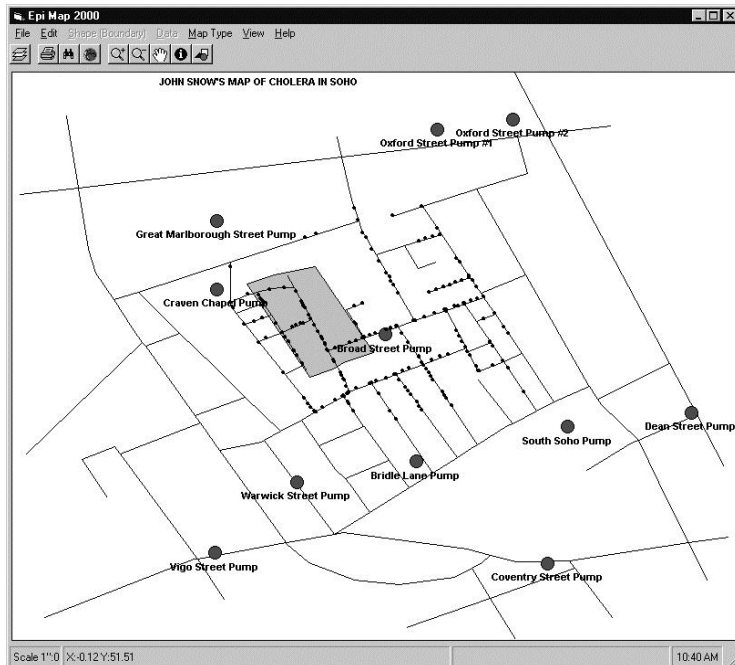 Epi Map 2000
File Edit Shape (Boundary) Data Map Type View Help
JOHN SNOW'S MAP OF CHOLERA IN SOHO
Oxford Street Pump #1
Oxford Street Pump #2
Great Marlborough Street Pump
Craven Chapel Pump
Broad Street Pump
South Soho Pump
Dean Street Pump
Bridle Lane Pump
Warwick Street Pump
Vigo Street Pump
Coventry Street Pump
Scale 1":0 X:-0.12 Y:51.51 10:40 AM